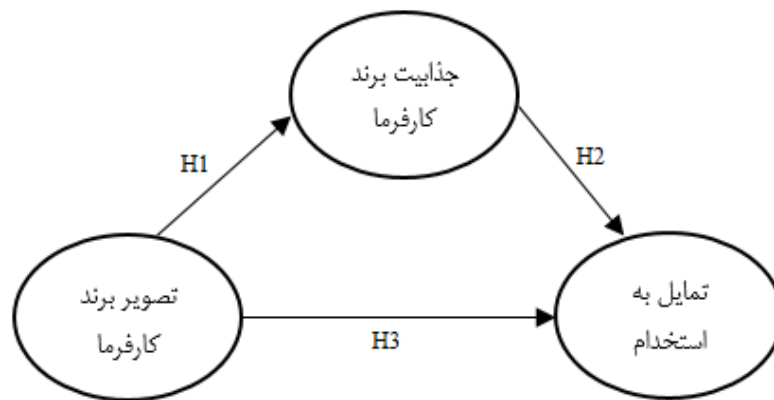 جذابیت برند
کارفرما
H1
H2
تصویر برند
کارفرما
تمایل به
استخدام
H3